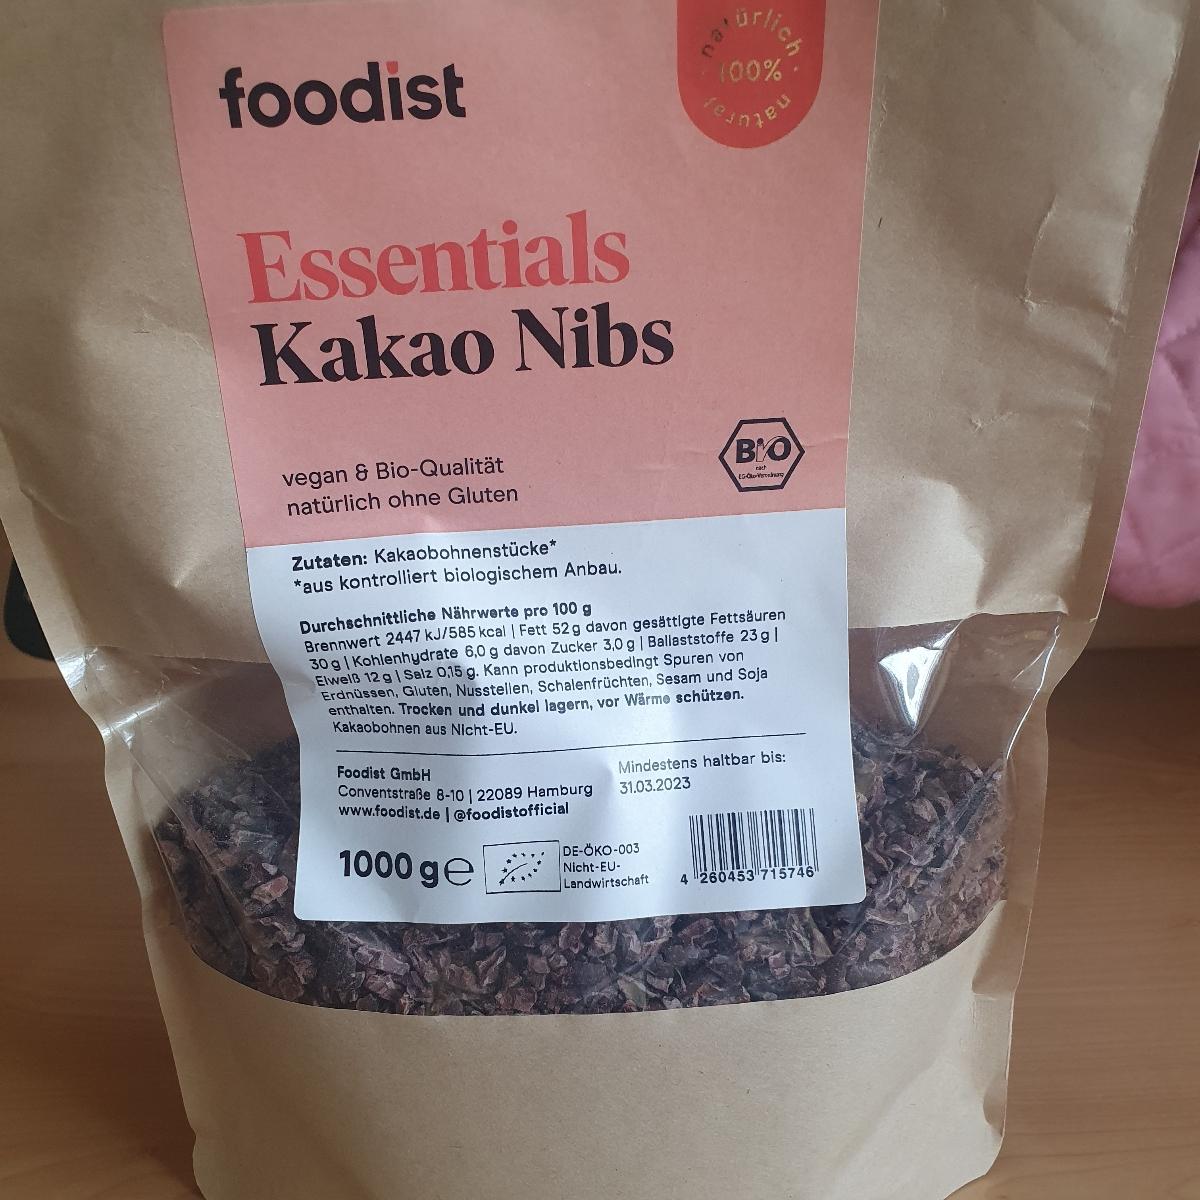 foodist
natürlich
100%
natural
Essentials
Kakao Nibs
BIO
nach
EG-Öko-Verordnung
vegan & Bio-Qualität
natürlich ohne Gluten
Zutaten: Kakaobohnenstücke*
*aus kontrolliert biologischem Anbau.
Durchschnittliche Nährwerte pro 100 g
Brennwert 2447 kJ/585 kcal | Fett 52g davon gesättigte Fettsäuren
30 g | Kohlenhydrate 6,0 g davon Zucker 3,0 g | Ballaststoffe 23 g |
Eiweiß 12 g | Salz 0,15 g. Kann produktionsbedingt Spuren von
Erdnüssen, Gluten, Nussteilen, Schalenfrüchten, Sesam und Soja
enthalten. Trocken und dunkel lagern, vor Wärme schützen.
Kakaobohnen aus Nicht-EU.
Foodist GmbH
Conventstraße 8-10 | 22089 Hamburg
www.foodist.de | @foodistofficial
Mindestens haltbar bis:
31.03.2023
1000 g e
DE-ÖKO-003
Nicht-EU-
Landwirtschaft
4 260453 715746